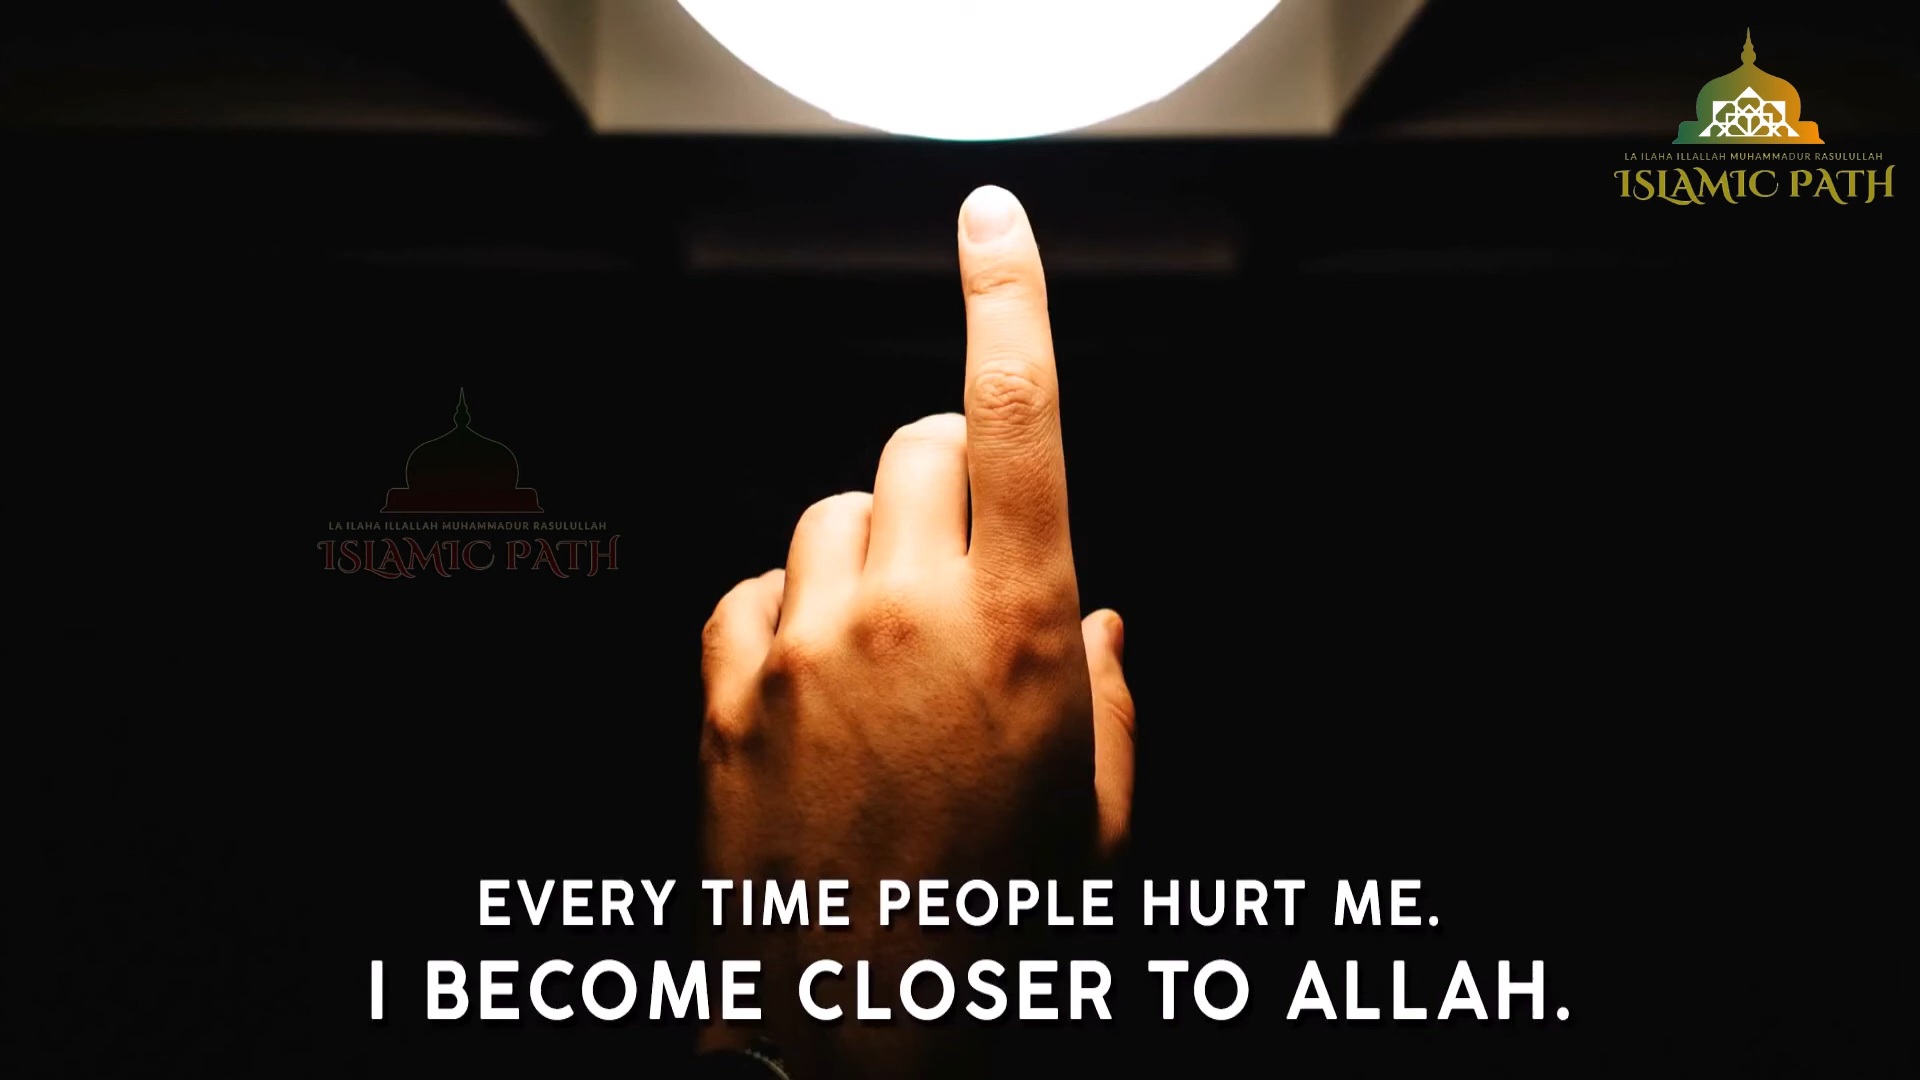 LA ILAHA ILLALLAH MUHAMMADUR RASULULLAH
ISLAMIC PATH
LA ILAHA ILLALLAH MUHAMMADUR RASULULLAH
ISLAMIC PATH
EVERY TIME PEOPLE HURT ME.
I BECOME CLOSER TO ALLAH.